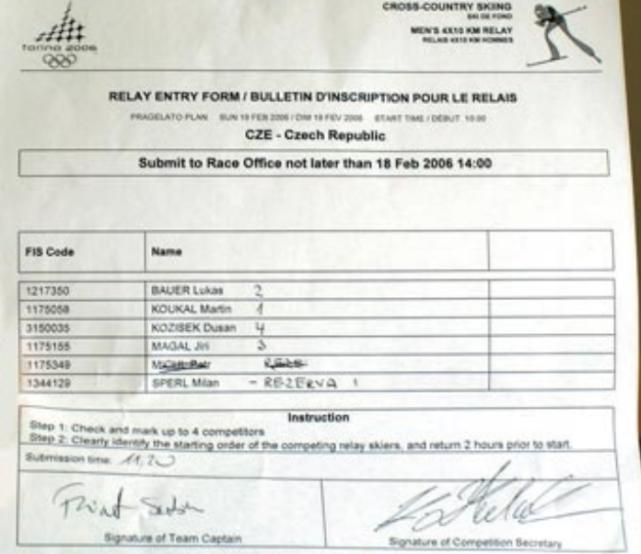 torino 2006
CROSS-COUNTRY SKIING
SKI DE FOND
MEN'S 4X10 KM RELAY
RELAIS 4X10 KM HOMMES
RELAY ENTRY FORM / BULLETIN D'INSCRIPTION POUR LE RELAIS
PRAGELATO PLAN SUN 19 FEB 2006 / DIM 19 FEV 2006 START TIME / DÉBUT 10:00
CZE - Czech Republic
Submit to Race Office not later than 18 Feb 2006 14:00
FIS Code Name
1217350 BAUER Lukas 2
1175058 KOUKAL Martin 1
3150035 KOZISEK Dusan 4
1175155 MAGAL Jiri 3
1175349
1344129 SPERL Milan - REZERVA 1
Instruction
Step 1: Check and mark up to 4 competitors
Step 2: Clearly identify the starting order of the competing relay skiers, and return 2 hours prior to start.
Submission time: 11,20
Signature of Team Captain Signature of Competition Secretary